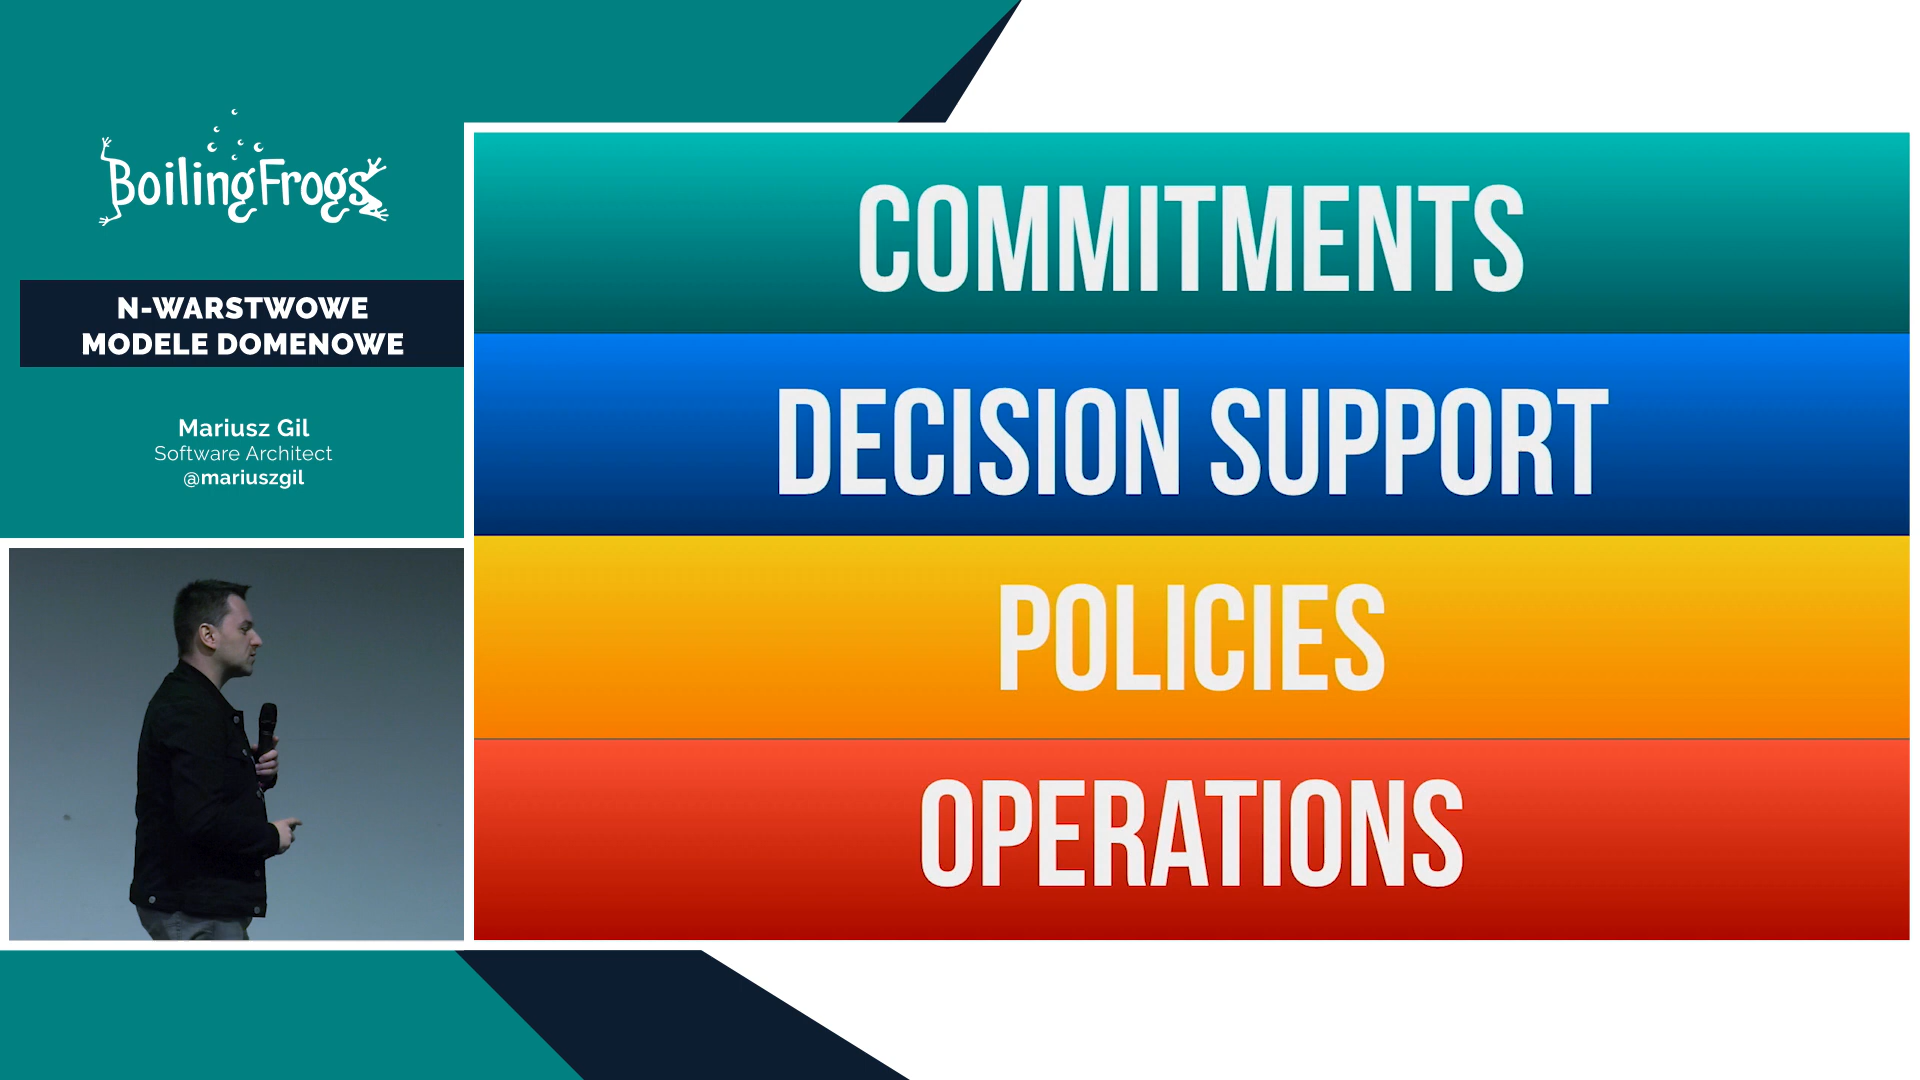 BoilingFrogs
N-WARSTWOWE
MODELE DOMENOWE
Mariusz Gil
Software Architect
@mariuszgil
COMMITMENTS
DECISION SUPPORT
POLICIES
OPERATIONS